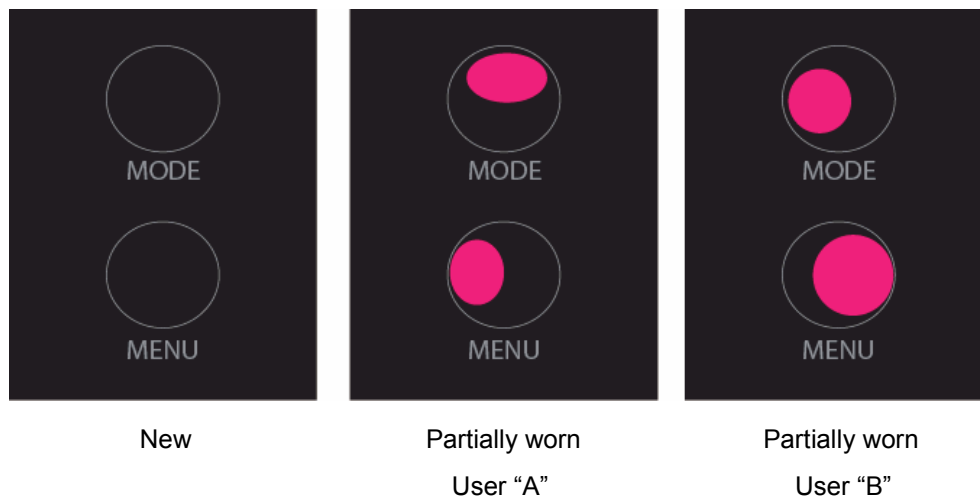 MODE MODE MODE
MENU MENU MENU
New Partially worn Partially worn
User “A” User “B”